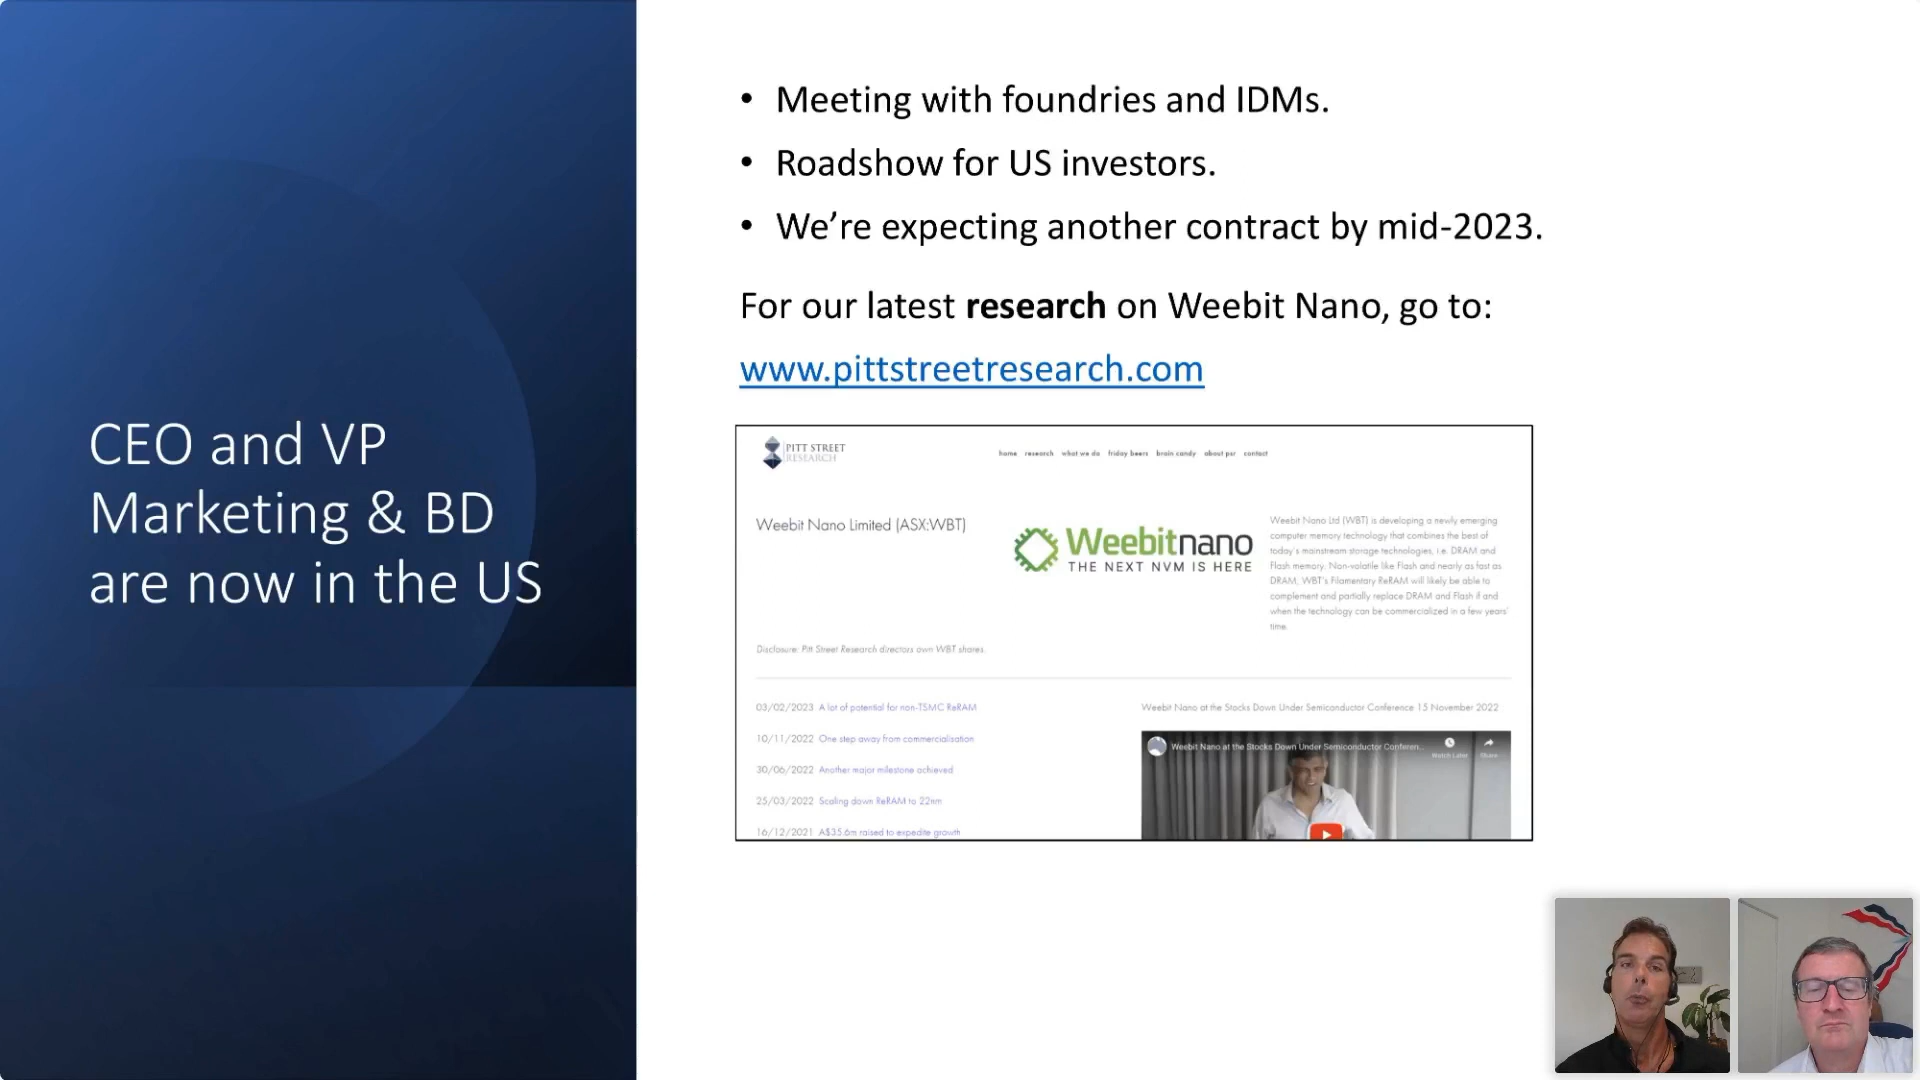 CEO and VP
Marketing & BD
are now in the US
• Meeting with foundries and IDMs.
• Roadshow for US investors.
• We’re expecting another contract by mid-2023.
For our latest research on Weebit Nano, go to:
www.pittstreetresearch.com
PITT STREET
RESEARCH
home research what we do friday beers brain candy about psr contact
Weebit Nano Limited (ASX:WBT)
Weebitnano
THE NEXT NVM IS HERE
Weebit Nano Ltd (WBT) is developing a newly emerging
computer memory technology that combines the best of
today's mainstream storage technologies, i.e. DRAM and
Flash memory. Non-volatile like Flash and nearly as fast as
DRAM, WBT's Filamentary ReRAM will likely be able to
complement and partially replace DRAM and Flash if and
when the technology can be commercialized in a few years'
time.
Disclosure: Pitt Street Research directors own WBT shares.
03/02/2023 A lot of potential for non-TSMC ReRAM
10/11/2022 One step away from commercialisation
30/06/2022 Another major milestone achieved
25/03/2022 Scaling down ReRAM to 22nm
16/12/2021 A$35.6m raised to expedite growth
Weebit Nano at the Stocks Down Under Semiconductor Conference 15 November 2022
Weebit Nano at the Stocks Down Under Semiconductor Conferen...
Watch Later Share